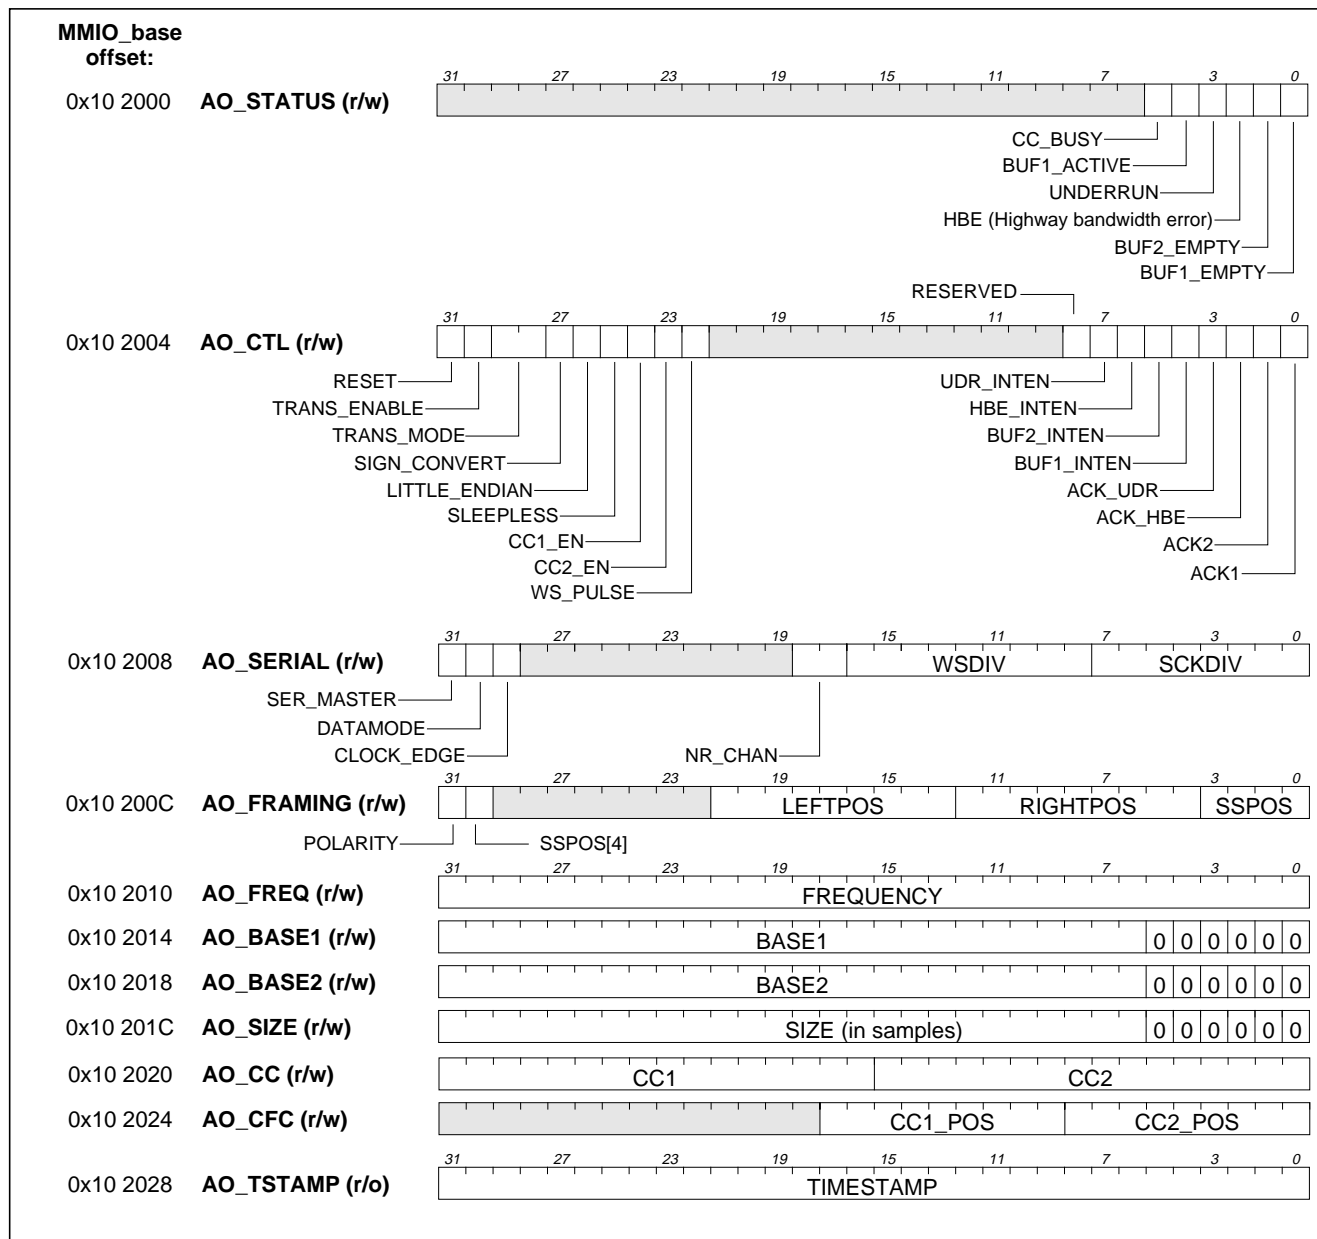 MMIO_base
offset:
31 27 23 19 15 11 7 3 0
0x10 2000 AO_STATUS (r/w)
CC_BUSY
BUF1_ACTIVE
UNDERRUN
HBE (Highway bandwidth error)
BUF2_EMPTY
BUF1_EMPTY
RESERVED
31 27 23 19 15 11 7 3 0
0x10 2004 AO_CTL (r/w)
RESET UDR_INTEN
TRANS_ENABLE HBE_INTEN
TRANS_MODE BUF2_INTEN
SIGN_CONVERT BUF1_INTEN
LITTLE_ENDIAN ACK_UDR
SLEEPLESS ACK_HBE
CC1_EN ACK2
CC2_EN ACK1
WS_PULSE
31 27 23 19 15 11 7 3 0
0x10 2008 AO_SERIAL (r/w) WSDIV SCKDIV
SER_MASTER
DATAMODE
CLOCK_EDGE NR_CHAN
31 27 23 19 15 11 7 3 0
0x10 200C AO_FRAMING (r/w) LEFTPOS RIGHTPOS SSPOS
POLARITY SSPOS[4]
31 27 23 19 15 11 7 3 0
0x10 2010 AO_FREQ (r/w) FREQUENCY
0x10 2014 AO_BASE1 (r/w) BASE1 0 0 0 0 0 0
0x10 2018 AO_BASE2 (r/w) BASE2 0 0 0 0 0 0
0x10 201C AO_SIZE (r/w) SIZE (in samples) 0 0 0 0 0 0
0x10 2020 AO_CC (r/w) CC1 CC2
0x10 2024 AO_CFC (r/w) CC1_POS CC2_POS
31 27 23 19 15 11 7 3 0
0x10 2028 AO_TSTAMP (r/o) TIMESTAMP